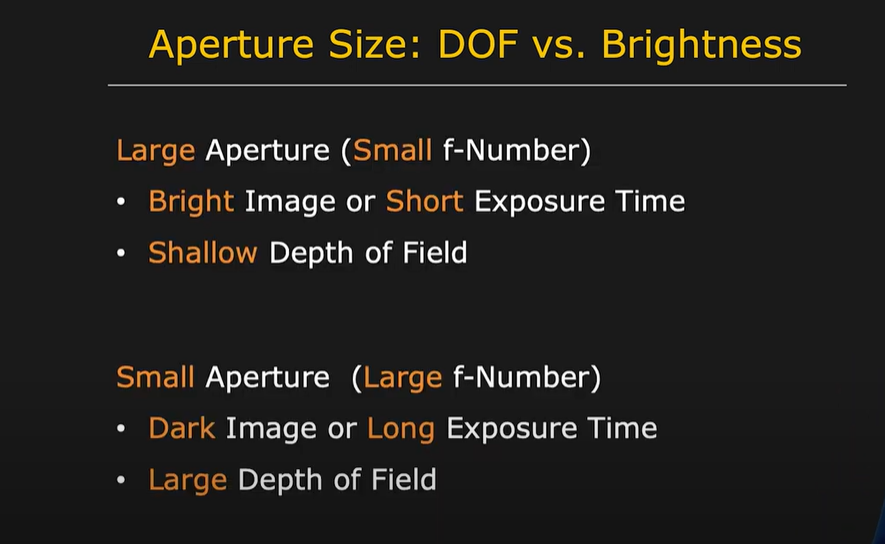 Aperture Size: DOF vs. Brightness
Large Aperture (Small f-Number)
• Bright Image or Short Exposure Time
• Shallow Depth of Field
Small Aperture (Large f-Number)
• Dark Image or Long Exposure Time
• Large Depth of Field